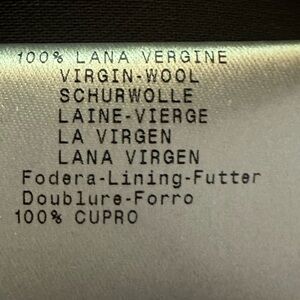 100% LANA VERGINE
VIRGIN-WOOL
SCHURWOLLE
LAINE-VIERGE
LA VIRGEN
LANA VIRGEN
Fodera-Lining-Futter
Doublure-Forro
100% CUPRO